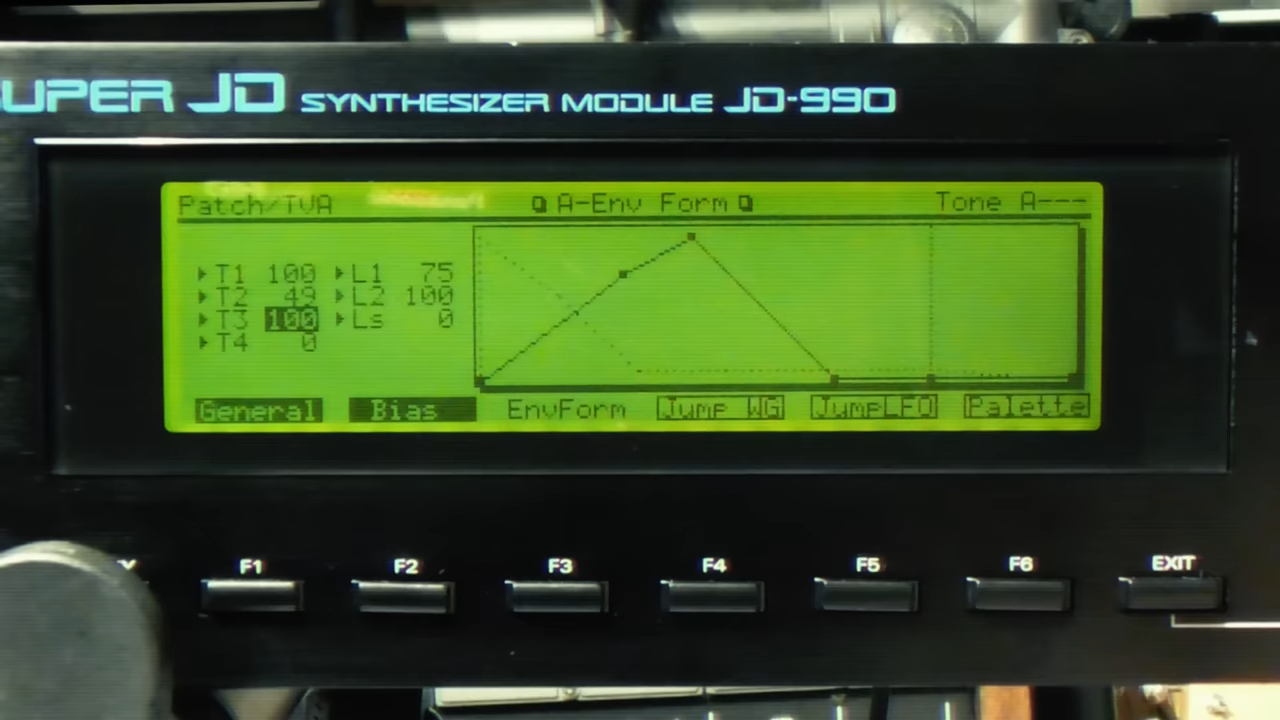 UPER JD SYNTHESIZER MODULE JD-990
Patch/TVA A-Env Form Tone A---
T1 100 L1 75
T2 49 L2 100
T3 100 Ls 0
T4 0
General Bias EnvForm Jump WG JumpLFO Palette
Y F1 F2 F3 F4 F5 F6 EXIT